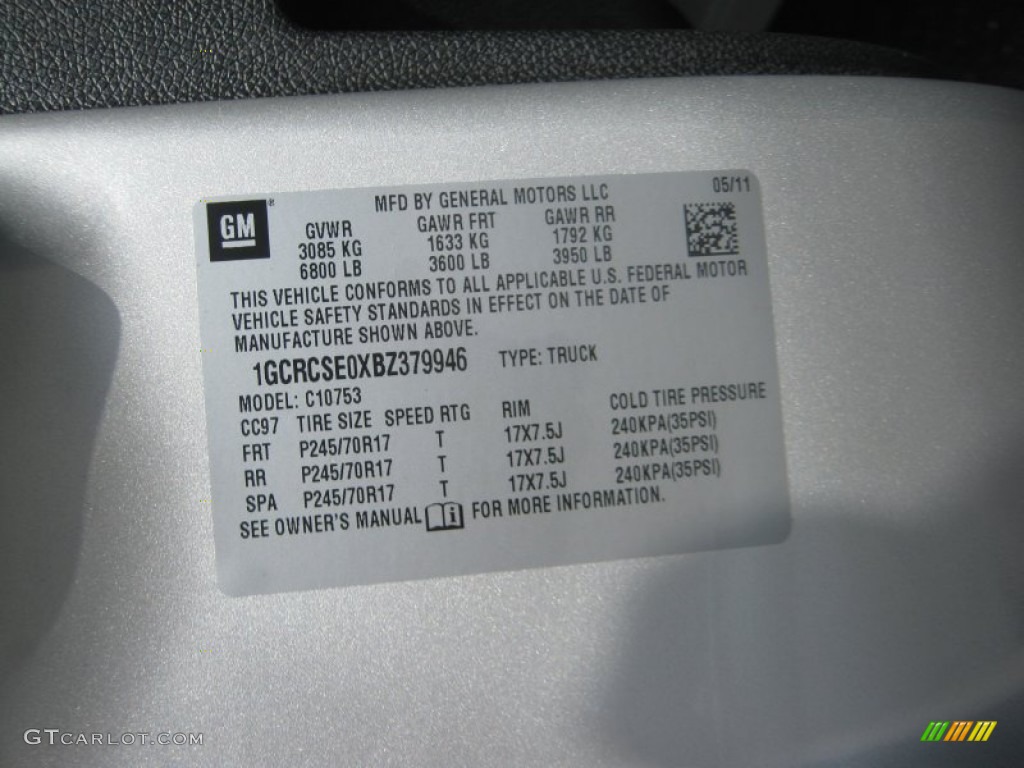 MFD BY GENERAL MOTORS LLC 05/11
GM®
GVWR GAWR FRT GAWR RR
3085 KG 1633 KG 1792 KG
6800 LB 3600 LB 3950 LB
THIS VEHICLE CONFORMS TO ALL APPLICABLE U.S. FEDERAL MOTOR
VEHICLE SAFETY STANDARDS IN EFFECT ON THE DATE OF
MANUFACTURE SHOWN ABOVE.
1GCRCSE0XBZ379946 TYPE: TRUCK
MODEL: C10753
CC97 TIRE SIZE SPEED RTG RIM COLD TIRE PRESSURE
FRT P245/70R17 T 17X7.5J 240KPA(35PSI)
RR P245/70R17 T 17X7.5J 240KPA(35PSI)
SPA P245/70R17 T 17X7.5J 240KPA(35PSI)
SEE OWNER'S MANUAL i FOR MORE INFORMATION.
GTCARLOT.COM